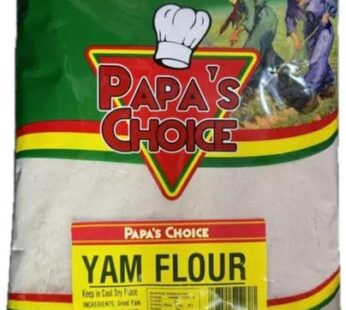 PAPA'S
CHOICE
PAPA'S CHOICE
YAM FLOUR
Keep in Cool Dry Place
INGREDIENTS: Dried Yam